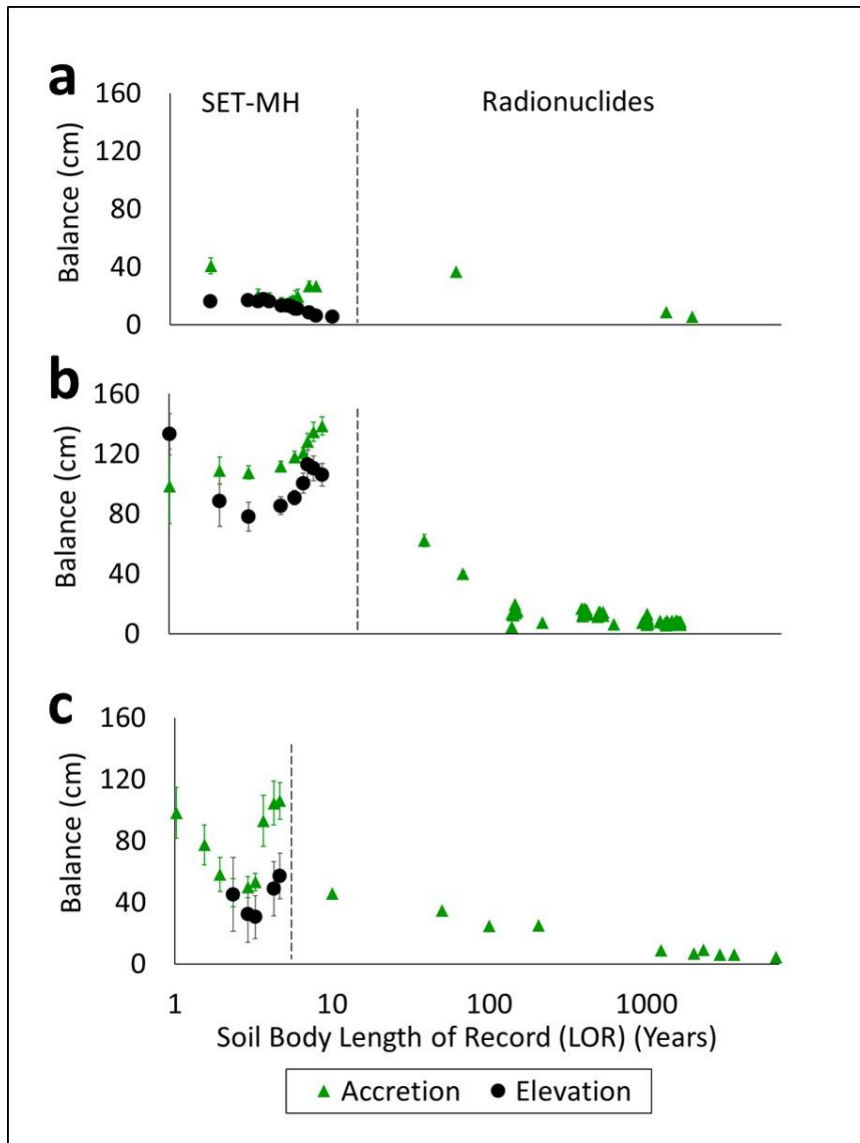 a
SET-MH
Radionuclides
160
120
80
40
0
Balance (cm)
b
160
120
80
40
0
Balance (cm)
c
160
120
80
40
0
Balance (cm)
1 10 100 1000
Soil Body Length of Record (LOR) (Years)
Accretion Elevation